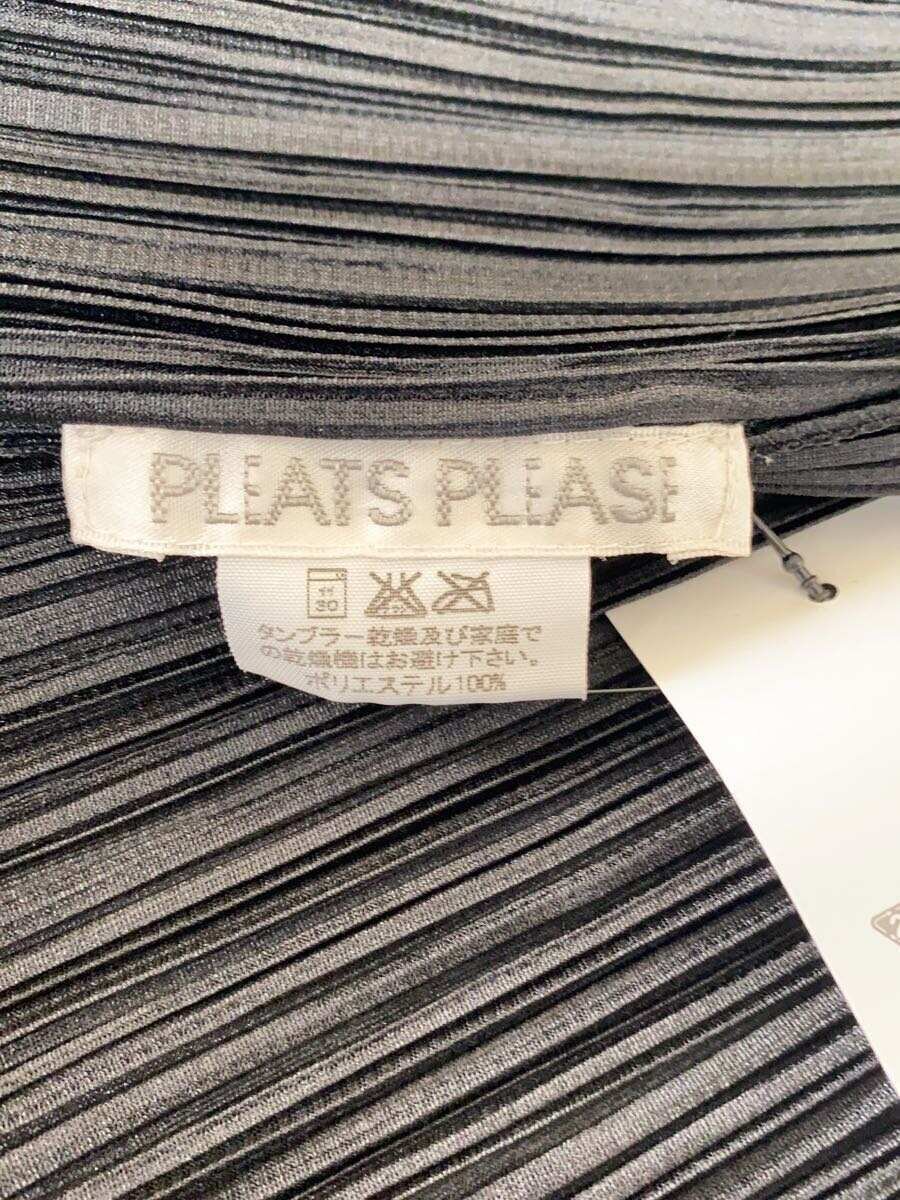 PLEATS PLEASE
11
30
タンブラー乾燥及び家庭で
の乾燥機はお避け下さい。
ポリエステル100%